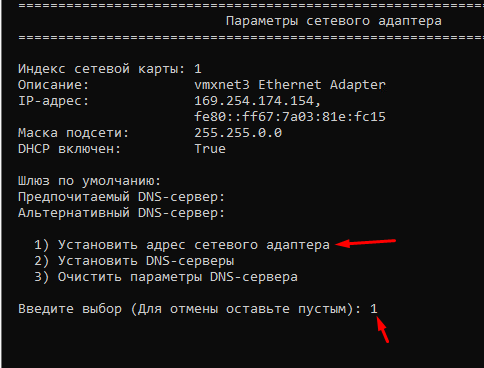 ================================================================
Параметры сетевого адаптера
================================================================
Индекс сетевой карты: 1
Описание: vmxnet3 Ethernet Adapter
IP-адрес: 169.254.174.154,
fe80::ff67:7a03:81e:fc15
Маска подсети: 255.255.0.0
DHCP включен: True
Шлюз по умолчанию:
Предпочитаемый DNS-сервер:
Альтернативный DNS-сервер:
1) Установить адрес сетевого адаптера
2) Установить DNS-серверы
3) Очистить параметры DNS-сервера
Введите выбор (Для отмены оставьте пустым): 1